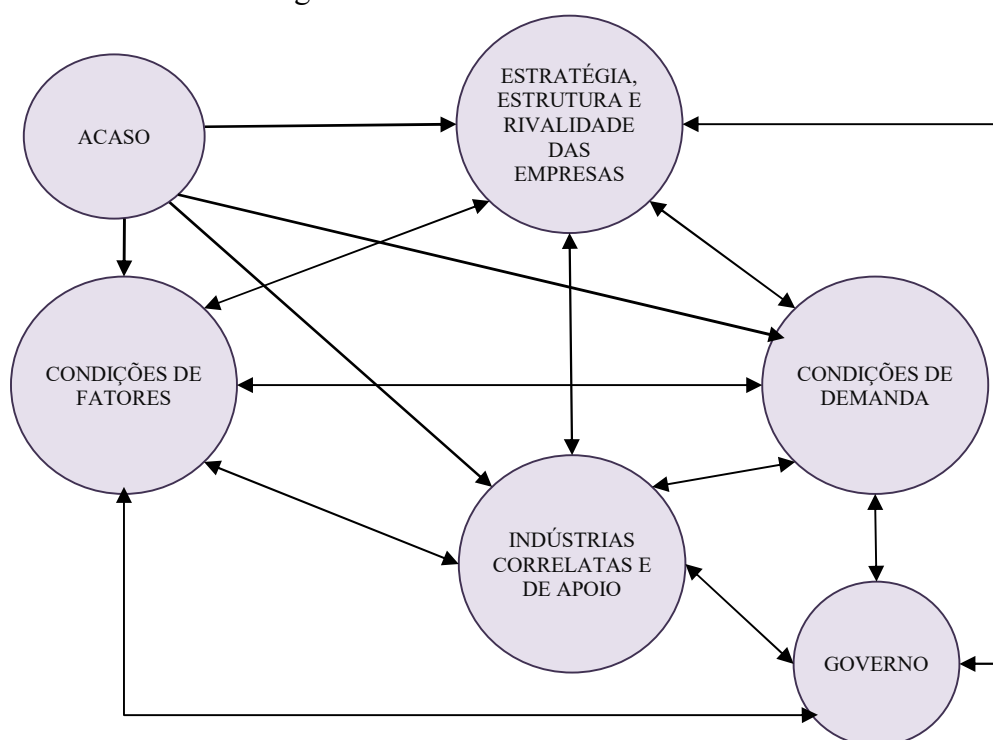 ESTRATÉGIA,
ESTRUTURA E
RIVALIDADE
DAS
EMPRESAS
ACASO
CONDIÇÕES DE
FATORES
CONDIÇÕES DE
DEMANDA
INDÚSTRIAS
CORRELATAS E
DE APOIO
GOVERNO